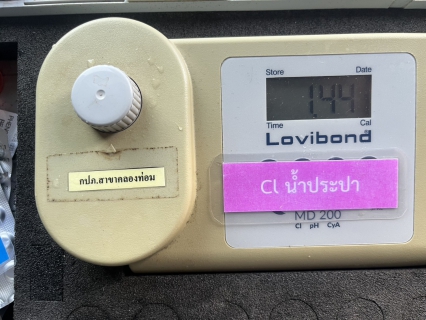 Store Date
1.44
Time Cal
Lovibond
Cl น้ำประปา
กปภ.สาขาคลองท่อม
MD 200
Cl pH CyA